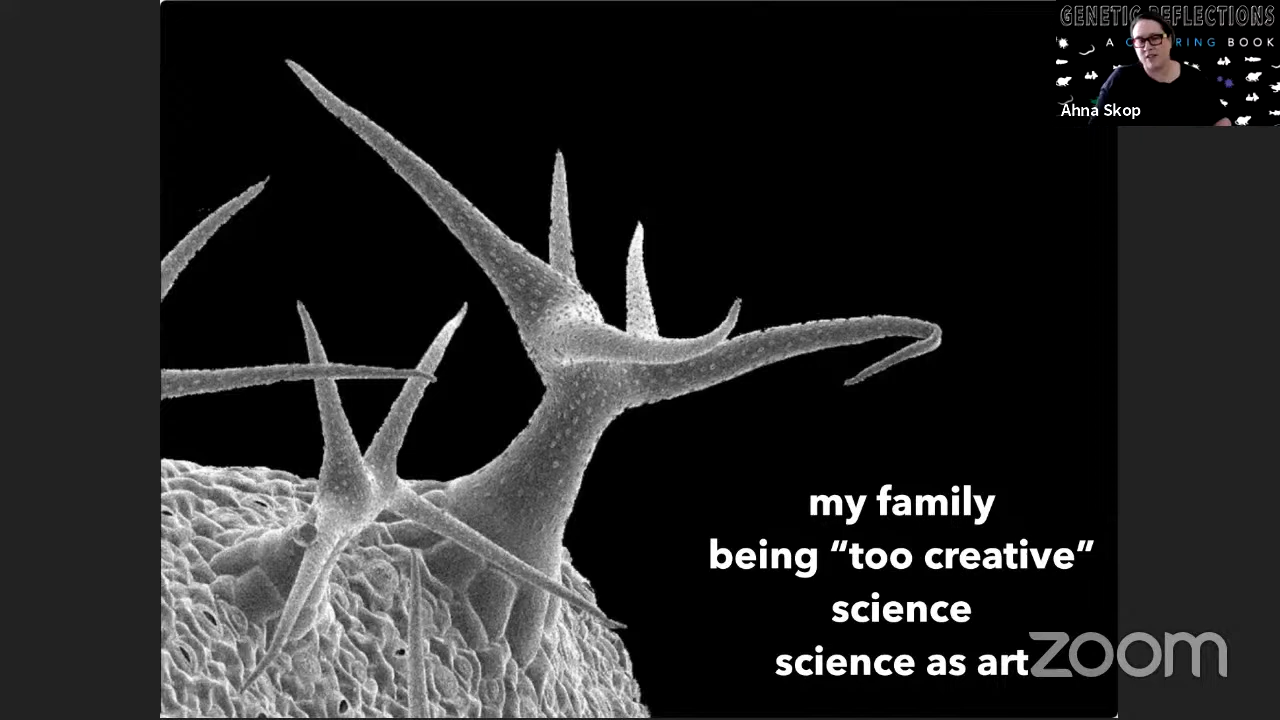 GENETIC REFLECTIONS
A COLORING BOOK
Ahna Skop
my family
being “too creative”
science
science as art
zoom